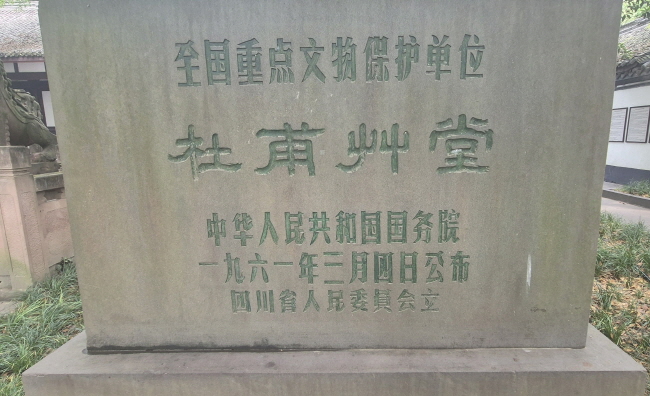 全国重点文物保护单位
杜甫艸堂
中华人民共和国国务院
一九六一年三月四日公布
四川省人民委員会立